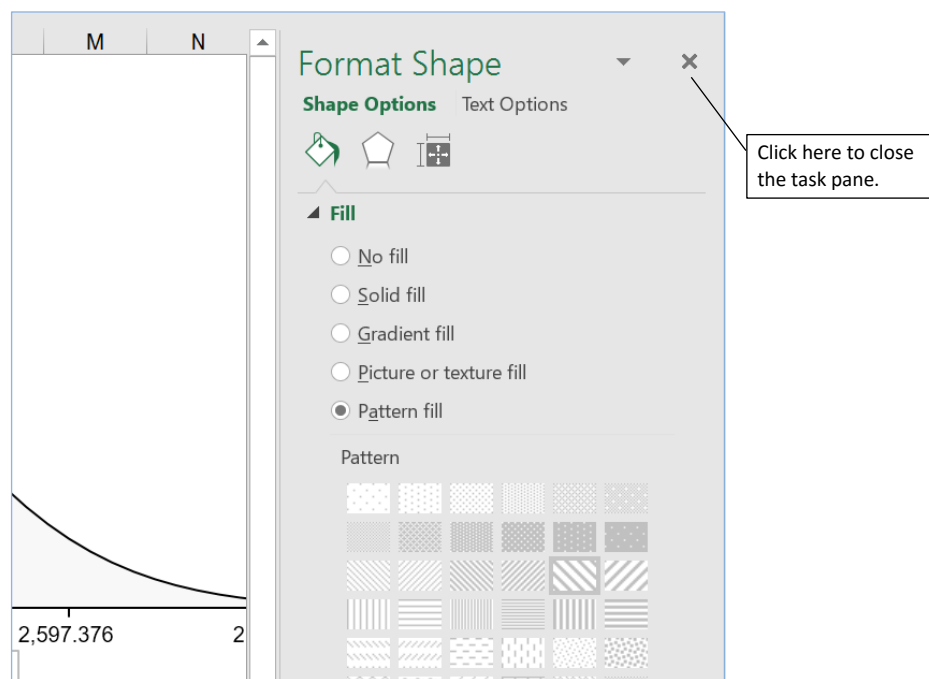 M N
Format Shape
Shape Options Text Options
Click here to close
the task pane.
Fill
No fill
Solid fill
Gradient fill
Picture or texture fill
Pattern fill
Pattern
2,597.376 2